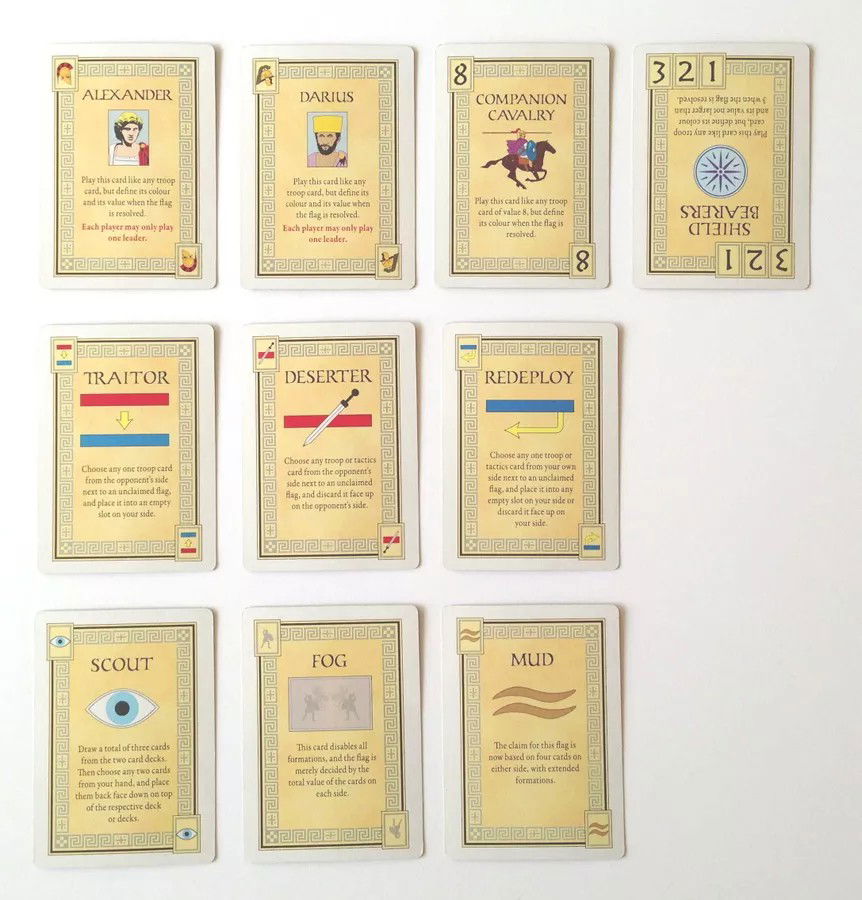 ALEXANDER
Play this card like any troop
card, but define its colour
and its value when the flag
is resolved.
Each player may only play
one leader.
DARIUS
Play this card like any
troop card, but define its
colour and its value when
the flag is resolved.
Each player may only play
one leader.
8
COMPANION
CAVALRY
Play this card like any troop
card of value 8, but define
its colour when the flag is
resolved.
8
3 2 1
SHIELD
BEARERS
Play this card like any troop
card, but define its colour
and its value not larger than
3 when the flag is resolved.
3 2 1
TRAITOR
Choose any one troop card
from the opponent's side
next to an unclaimed flag,
and place it into an empty
slot on your side.
DESERTER
Choose any troop or tactics
card from the opponent's
side next to an unclaimed
flag, and discard it face up
on the opponent's side.
REDEPLOY
Choose any one troop or
tactics card from your own
side next to an unclaimed
flag, and place it into any
empty slot on your side or
discard it face up on
your side.
SCOUT
Draw a total of three cards
from the two card decks.
Then choose any two cards
from your hand, and place
them back face down on top
of the respective deck
or decks.
FOG
This card disables all
formations, and the flag is
merely decided by the
total value of the cards on
each side.
MUD
The claim for this flag is
now based on four cards on
either side, with extended
formations.